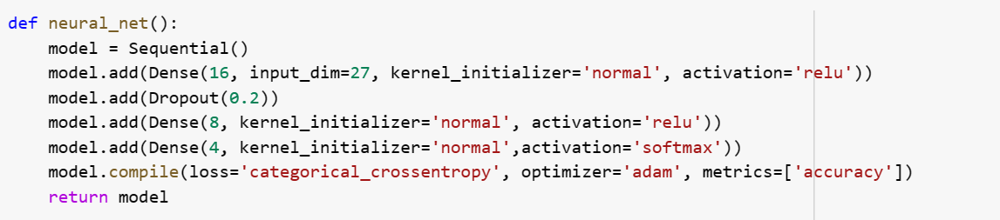 def neural_net():
    model = Sequential()
    model.add(Dense(16, input_dim=27, kernel_initializer='normal', activation='relu'))
    model.add(Dropout(0.2))
    model.add(Dense(8, kernel_initializer='normal', activation='relu'))
    model.add(Dense(4, kernel_initializer='normal',activation='softmax'))
    model.compile(loss='categorical_crossentropy', optimizer='adam', metrics=['accuracy'])
    return model